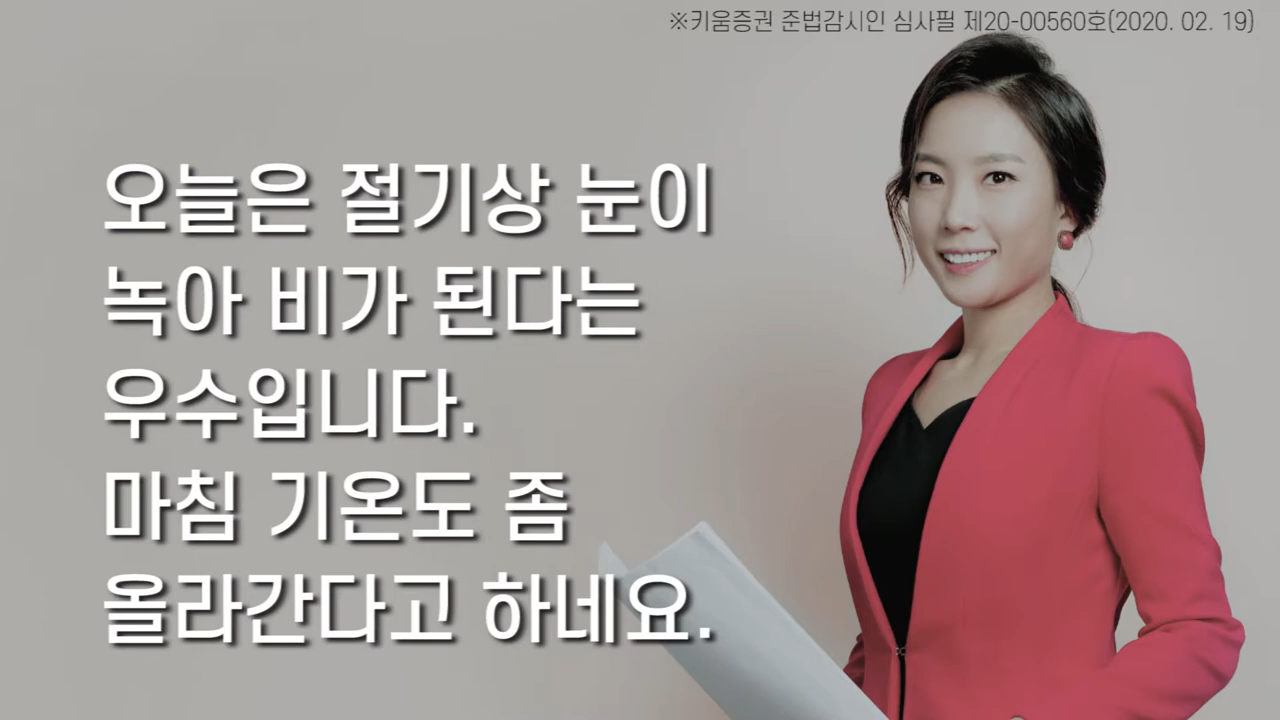 ※키움증권 준법감시인 심사필 제20-00560호(2020. 02. 19)
오늘은 절기상 눈이
녹아 비가 된다는
우수입니다.
마침 기온도 좀
올라간다고 하네요.